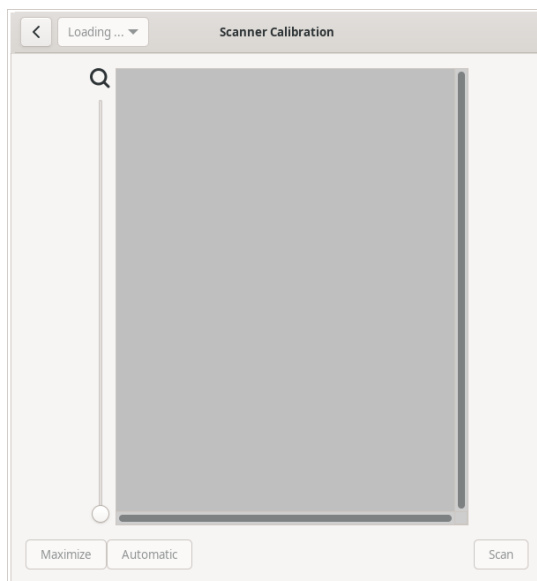 Loading ...
Scanner Calibration
Maximize
Automatic
Scan